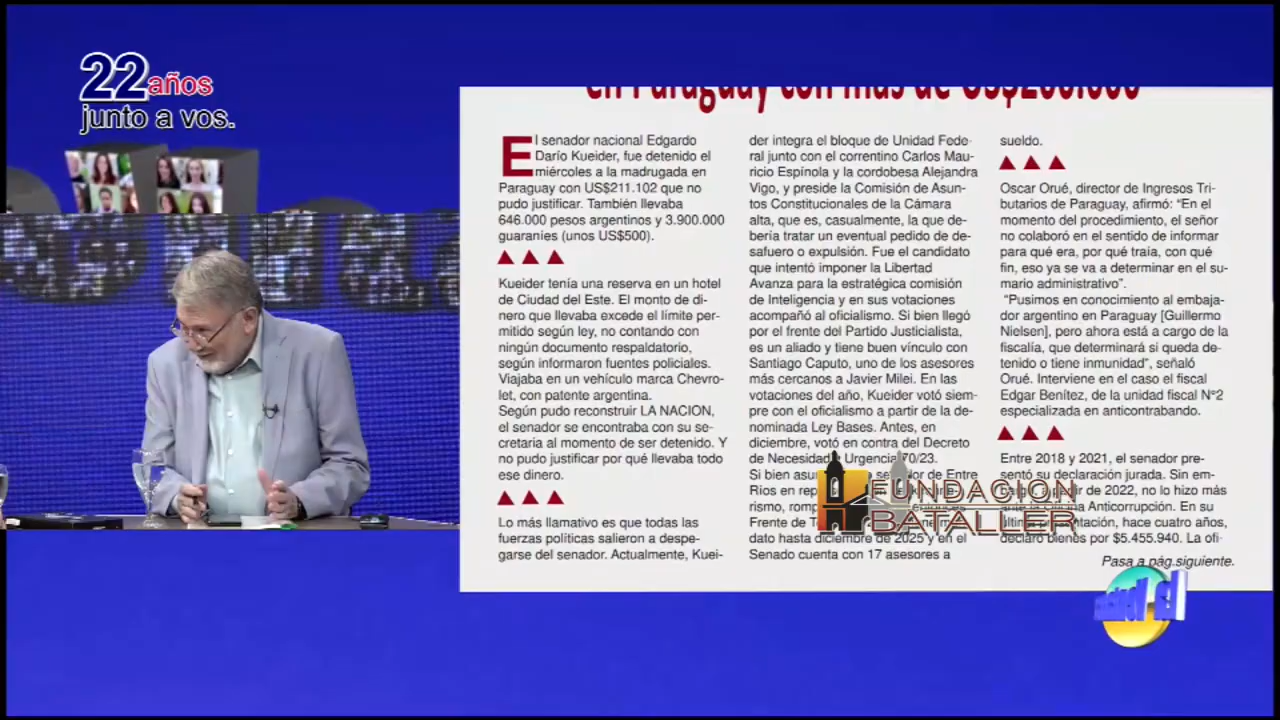 22 años
junto a vos.
en Paraguay con más de US$200.000
El senador nacional Edgardo
Darío Kueider, fue detenido el
miércoles a la madrugada en
Paraguay con US$211.102 que no
pudo justificar. También llevaba
646.000 pesos argentinos y 3.900.000
guaraníes (unos US$500).
Kueider tenía una reserva en un hotel
de Ciudad del Este. El monto de di-
nero que llevaba excede el límite per-
mitido según ley, no contando con
ningún documento respaldatorio,
según informaron fuentes policiales.
Viajaba en un vehículo marca Chevro-
let, con patente argentina.
Según pudo reconstruir LA NACION,
el senador se encontraba con su se-
cretaria al momento de ser detenido. Y
no pudo justificar por qué llevaba todo
ese dinero.
Lo más llamativo es que todas las
fuerzas políticas salieron a despe-
garse del senador. Actualmente, Kuei-
der integra el bloque de Unidad Fede-
ral junto con el correntino Carlos Mau-
ricio Espínola y la cordobesa Alejandra
Vigo, y preside la Comisión de Asun-
tos Constitucionales de la Cámara
alta, que es, casualmente, la que de-
bería tratar un eventual pedido de de-
safuero o expulsión. Fue el candidato
que intentó imponer la Libertad
Avanza para la estratégica comisión
de Inteligencia y en sus votaciones
acompañó al oficialismo. Si bien llegó
por el frente del Partido Justicialista,
es un aliado y tiene buen vínculo con
Santiago Caputo, uno de los asesores
más cercanos a Javier Milei. En las
votaciones del año, Kueider votó siem-
pre con el oficialismo a partir de la de-
nominada Ley Bases. Antes, en
diciembre, votó en contra del Decreto
de Necesidad y Urgencia 70/23.
Si bien asu senador de Entre
Ríos en rep
rismo, romp
Frente de T
dato hasta diciembre de 2025 y en el
Senado cuenta con 17 asesores a
sueldo.
Oscar Orué, director de Ingresos Tri-
butarios de Paraguay, afirmó: “En el
momento del procedimiento, el señor
no colaboró en el sentido de informar
para qué era, por qué traía, con qué
fin, eso ya se va a determinar en el su-
mario administrativo”.
“Pusimos en conocimiento al embaja-
dor argentino en Paraguay [Guillermo
Nielsen], pero ahora está a cargo de la
fiscalía, que determinará si queda de-
tenido o tiene inmunidad”, señaló
Orué. Interviene en el caso el fiscal
Edgar Benítez, de la unidad fiscal N°2
especializada en anticontrabando.
Entre 2018 y 2021, el senador pre-
sentó su declaración jurada. Sin em-
de 2022, no lo hizo más
ante la Oficina Anticorrupción. En su
última presentación, hace cuatro años,
declaró bienes por $5.455.940. La ofi-
Pasa a pág.siguiente.
FUNDACION
BATALLER